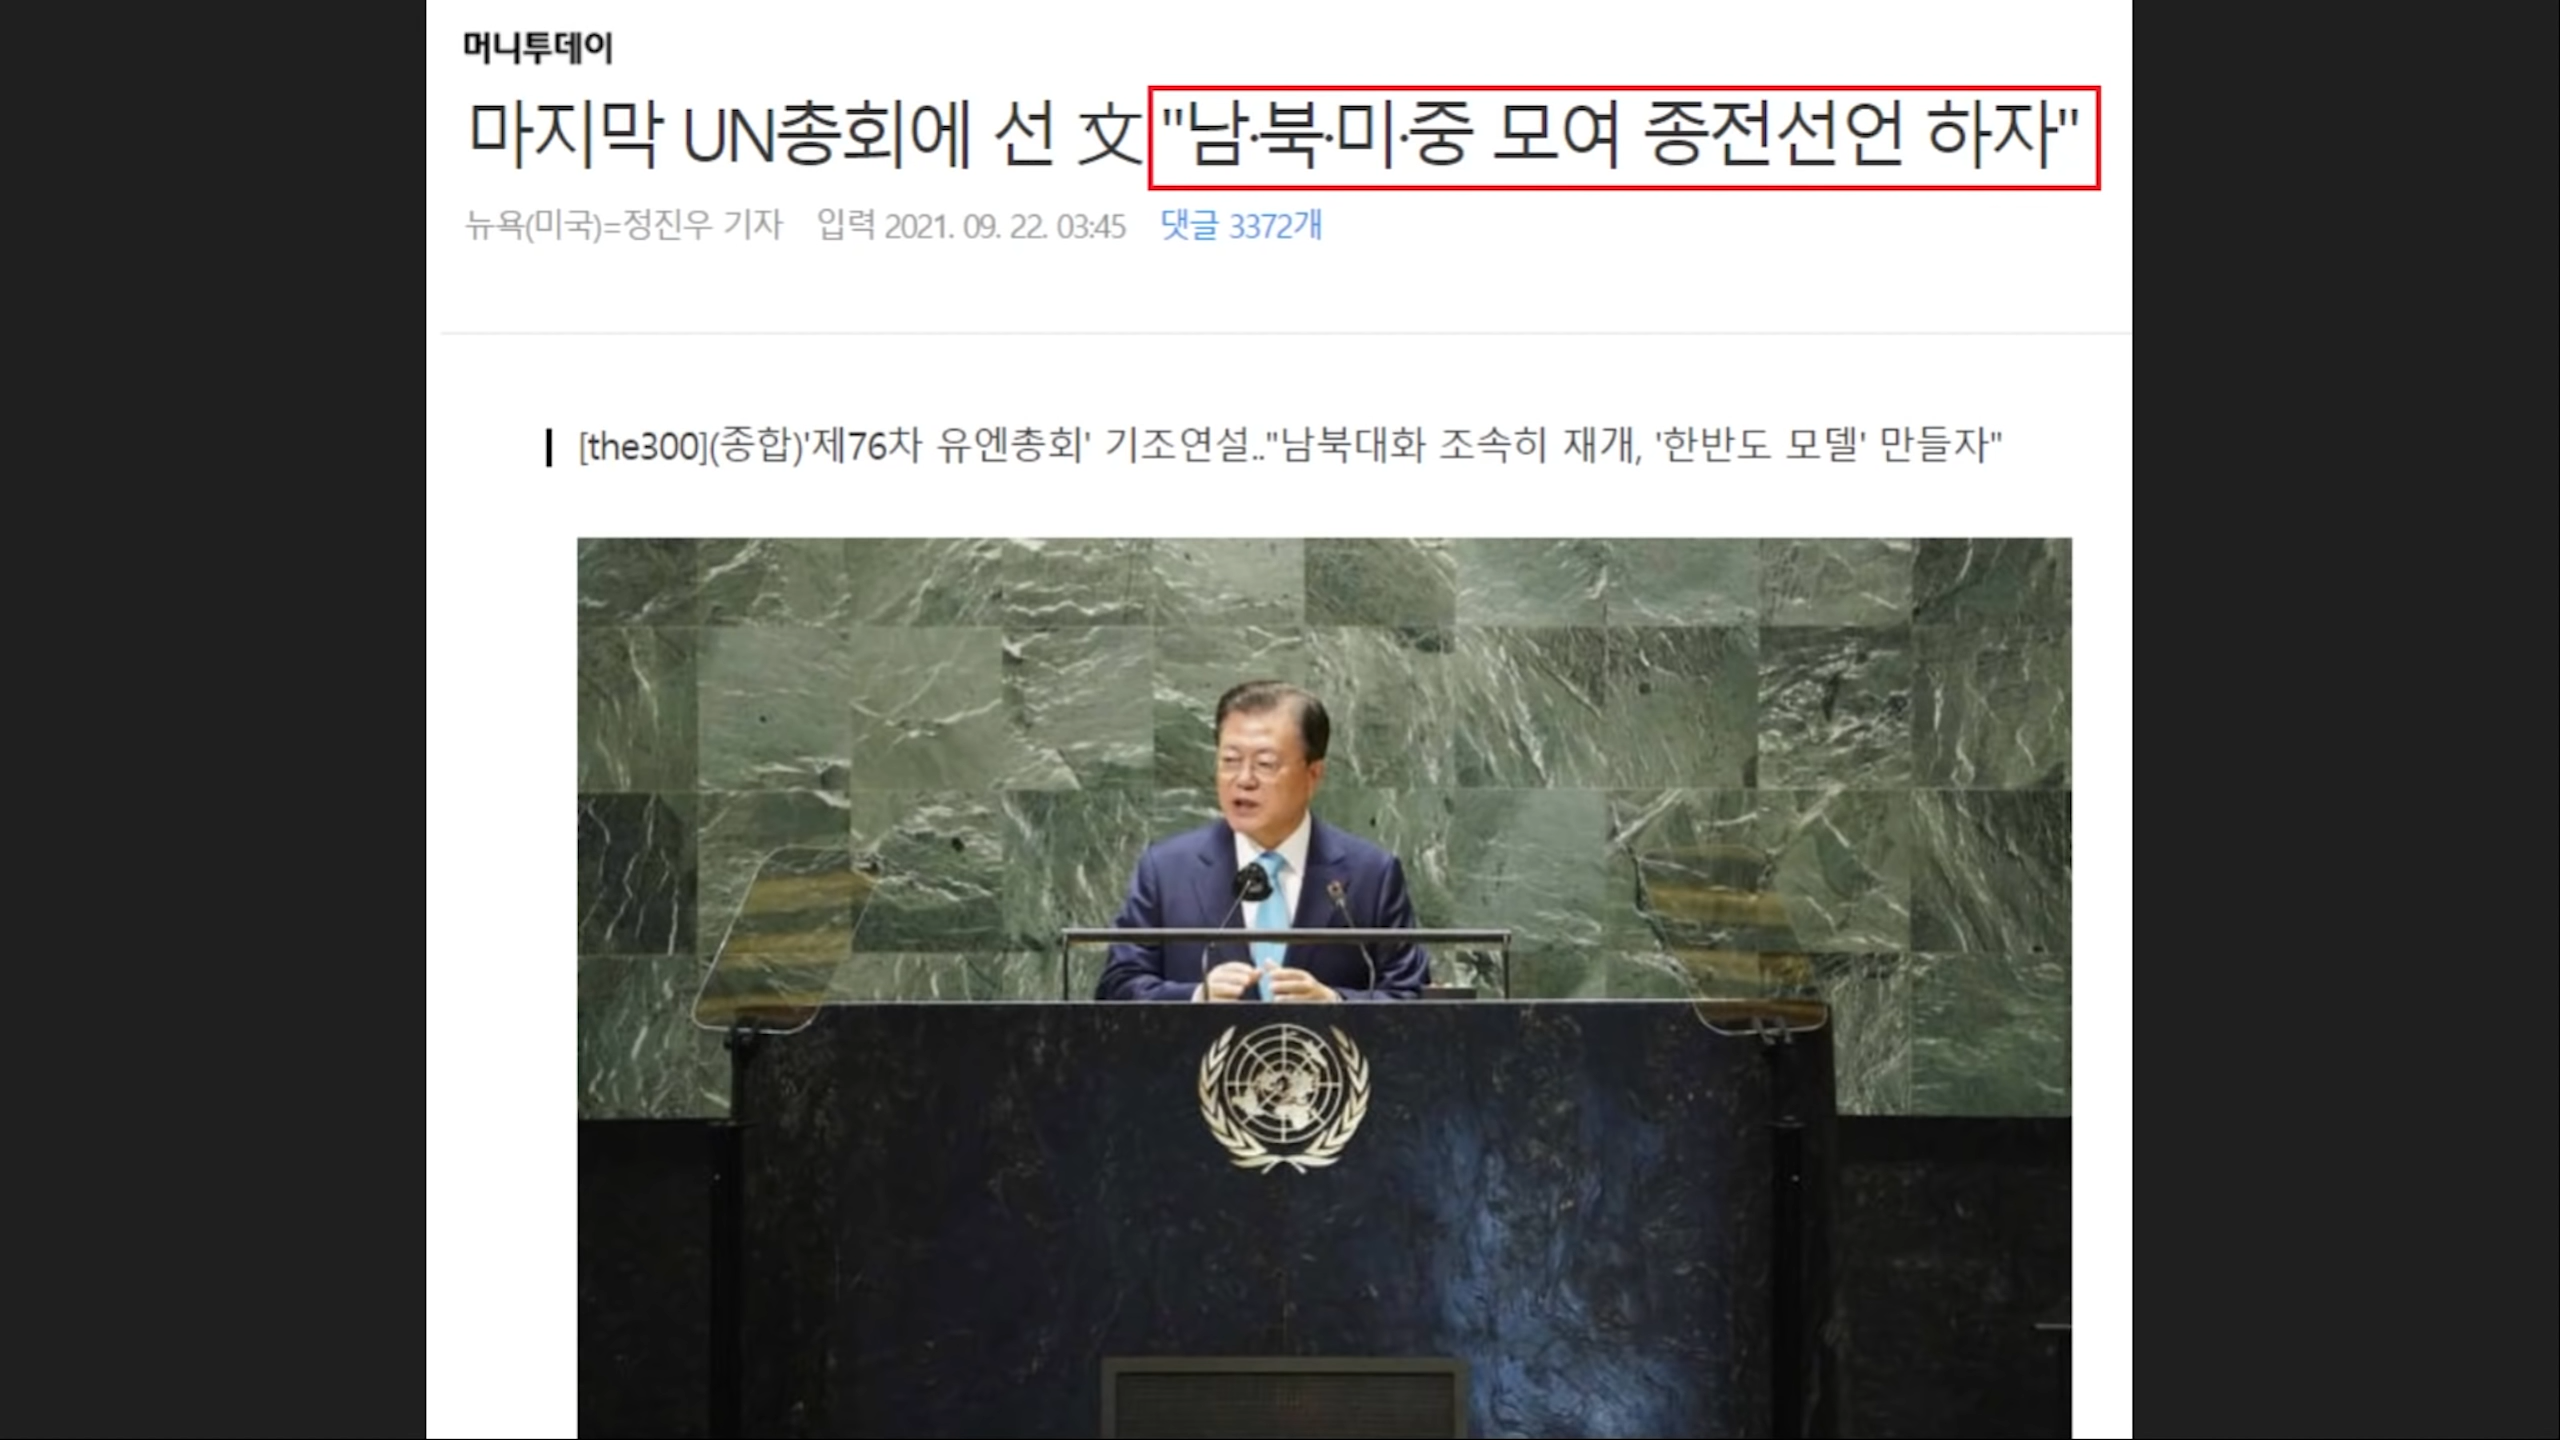 머니투데이
마지막 UN총회에 선 文 "남·북·미·중 모여 종전선언 하자"
뉴욕(미국)=정진우 기자 입력 2021. 09. 22. 03:45 댓글 3372개
[the300](종합)'제76차 유엔총회' 기조연설.."남북대화 조속히 재개, '한반도 모델' 만들자"